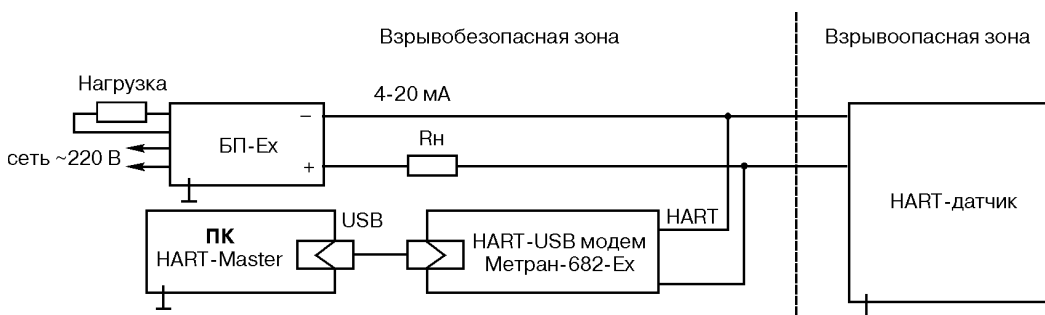 Взрывобезопасная зона
Взрывоопасная зона
Нагрузка
4-20 мА
−
БП-Ex
сеть ~220 В
Rн
+
HART-датчик
USB
HART
ПК
HART-Master
HART-USB модем
Метран-682-Ex